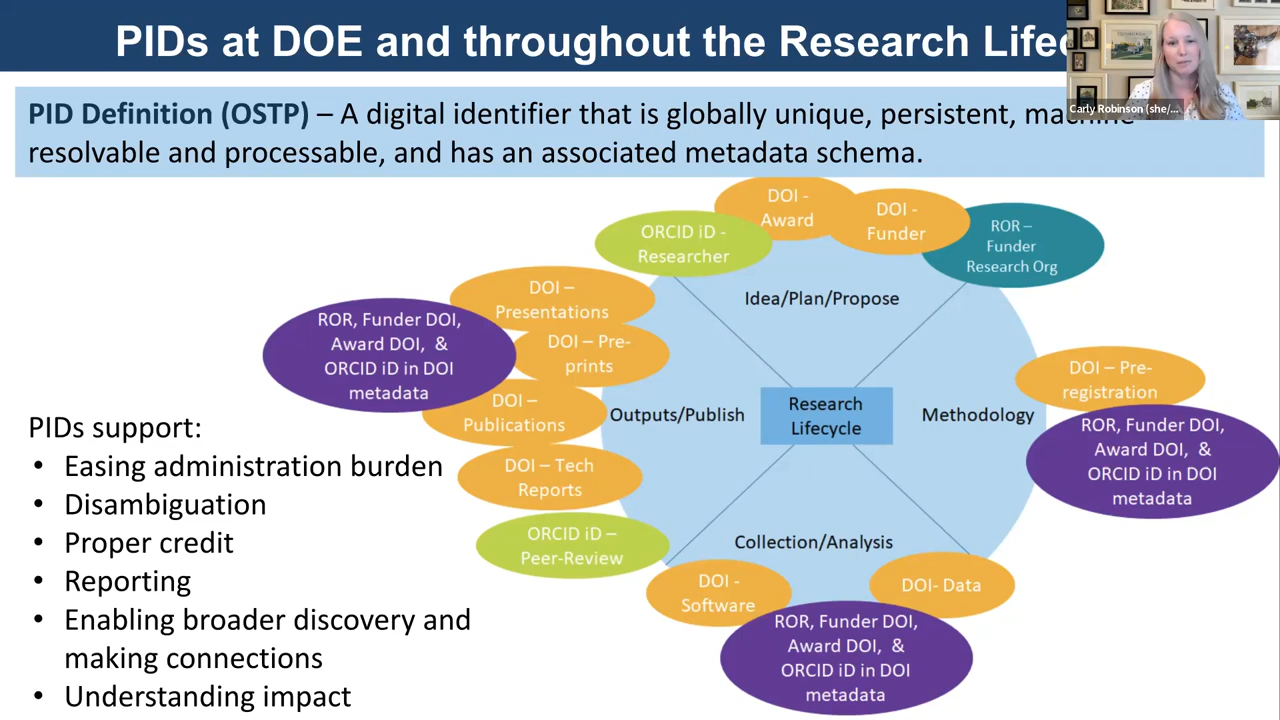 PIDs at DOE and throughout the Research
Carly Robinson (she/...
PID Definition (OSTP) – A digital identifier that is globally unique, persistent, machine
resolvable and processable, and has an associated metadata schema.
DOI -
Award
DOI -
Funder
ORCID iD -
Researcher
ROR –
Funder
Research Org
Idea/Plan/Propose
DOI –
Presentations
ROR, Funder DOI,
Award DOI, &
ORCID iD in DOI
metadata
DOI – Pre-
prints
DOI –
Publications
DOI – Tech
Reports
ORCID iD –
Peer-Review
Outputs/Publish
Research
Lifecycle
Methodology
DOI – Pre-
registration
ROR, Funder DOI,
Award DOI, &
ORCID iD in DOI
metadata
Collection/Analysis
DOI -
Software
DOI- Data
ROR, Funder DOI,
Award DOI, &
ORCID iD in DOI
metadata
PIDs support:
• Easing administration burden
• Disambiguation
• Proper credit
• Reporting
• Enabling broader discovery and
making connections
• Understanding impact